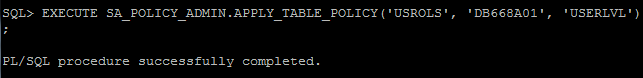 SQL> EXECUTE SA_POLICY_ADMIN.APPLY_TABLE_POLICY('USROLS', 'DB668A01', 'USERLVL')
;
PL/SQL procedure successfully completed.